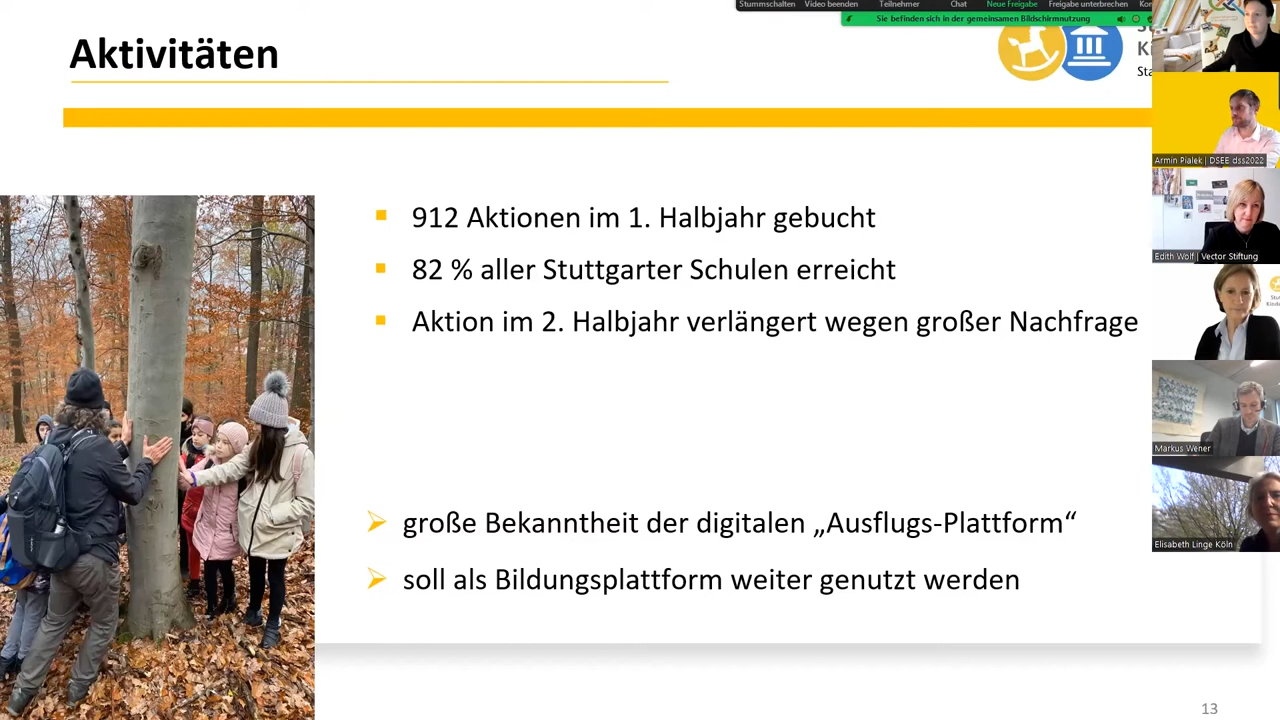 Stummschalten Video beenden Teilnehmer Chat Neue Freigabe Freigabe unterbrechen
Sie befinden sich in der gemeinsamen Bildschirmnutzung
Aktivitäten
Armin Pialek | DSEE dss2022
Edith Wolf | Vector Stiftung
912 Aktionen im 1. Halbjahr gebucht
82 % aller Stuttgarter Schulen erreicht
Aktion im 2. Halbjahr verlängert wegen großer Nachfrage
Markus Wener
Elisabeth Linge Köln
große Bekanntheit der digitalen „Ausflugs-Plattform“
soll als Bildungsplattform weiter genutzt werden
13